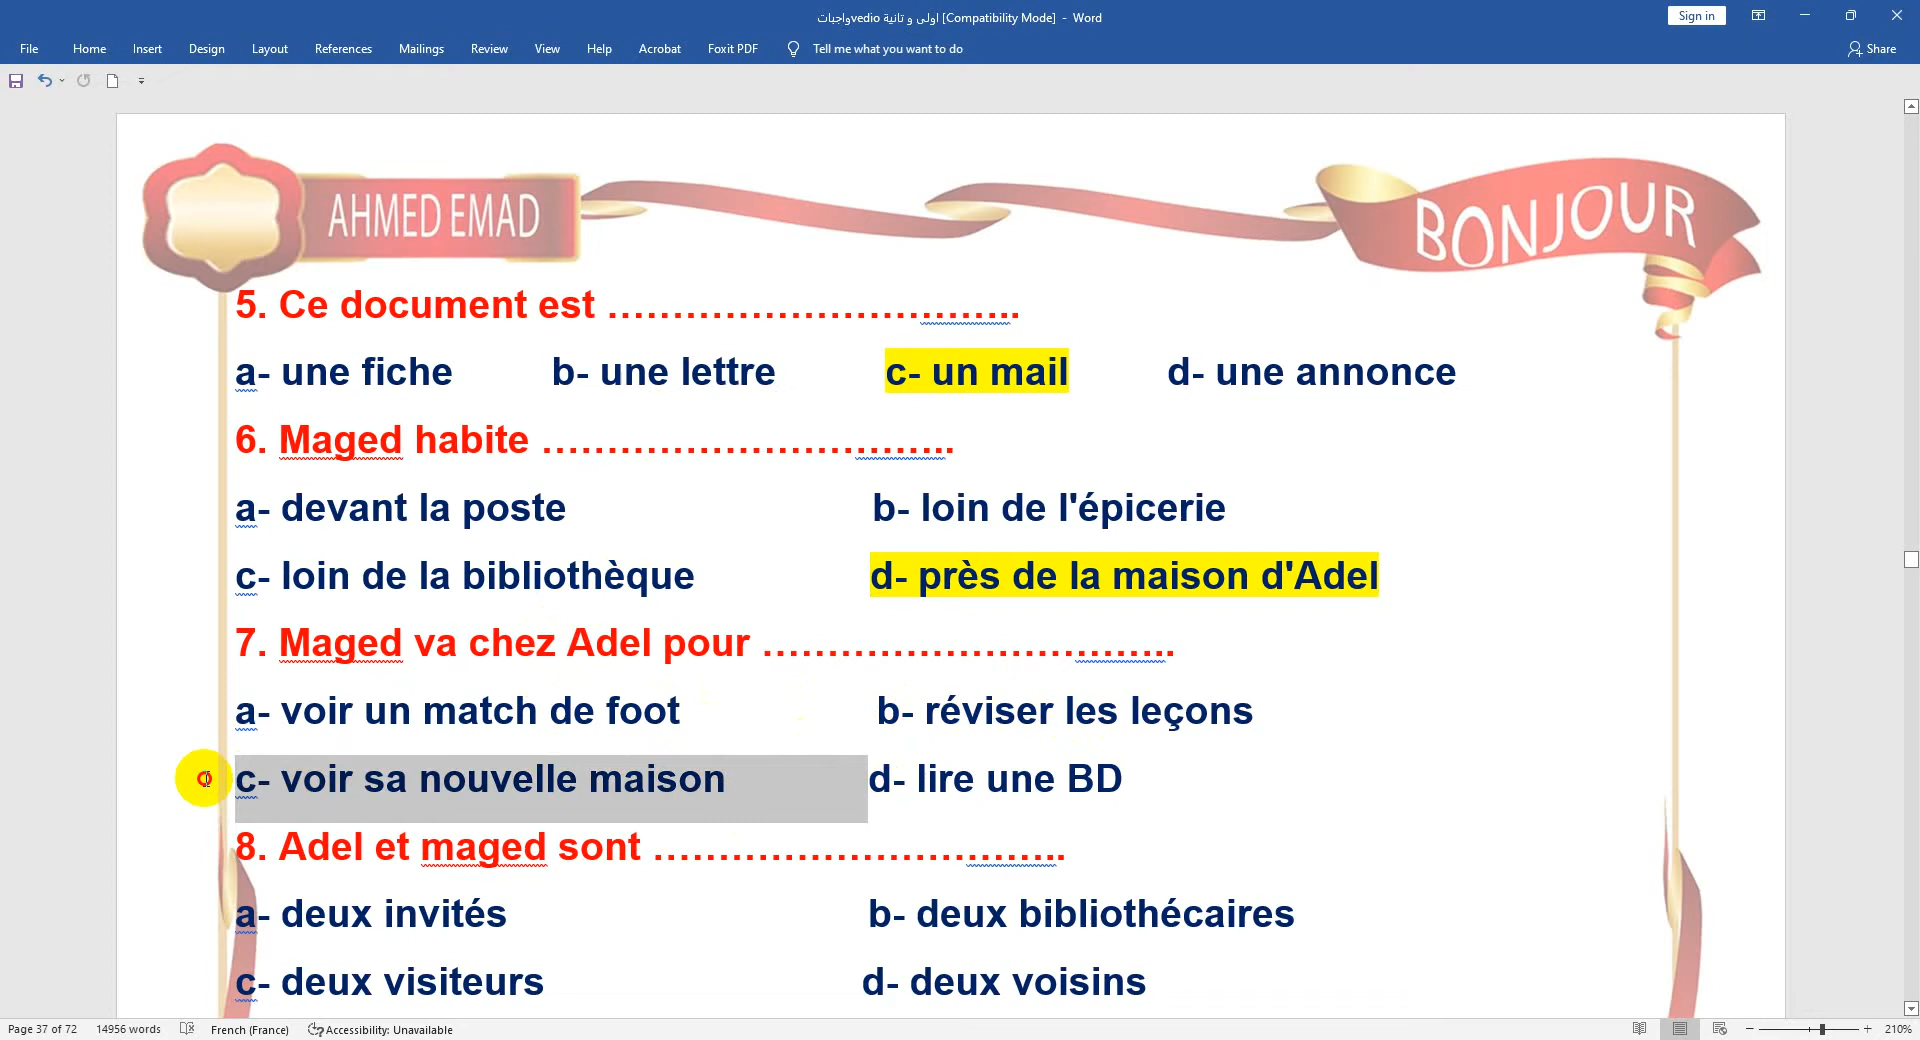 واجباتvedio اولى و تانية [Compatibility Mode] - Word
Sign in
File Home Insert Design Layout References Mailings Review View Help Acrobat Foxit PDF Tell me what you want to do Share
AHMED EMAD
BONJOUR
5. Ce document est …………………………..
a- une fiche b- une lettre c- un mail d- une annonce
6. Maged habite …………………………..
a- devant la poste b- loin de l'épicerie
c- loin de la bibliothèque d- près de la maison d'Adel
7. Maged va chez Adel pour …………………………..
a- voir un match de foot b- réviser les leçons
c- voir sa nouvelle maison d- lire une BD
8. Adel et maged sont …………………………..
a- deux invités b- deux bibliothécaires
c- deux visiteurs d- deux voisins
Page 37 of 72 14956 words French (France) Accessibility: Unavailable 210%